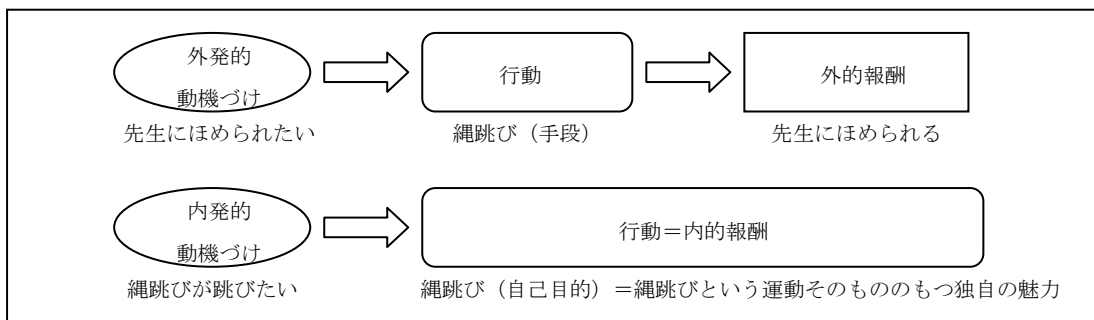 外発的
動機づけ
行動
外的報酬
先生にほめられたい
縄跳び（手段）
先生にほめられる
内発的
動機づけ
行動＝内的報酬
縄跳びが跳びたい
縄跳び（自己目的）＝縄跳びという運動そのもののもつ独自の魅力